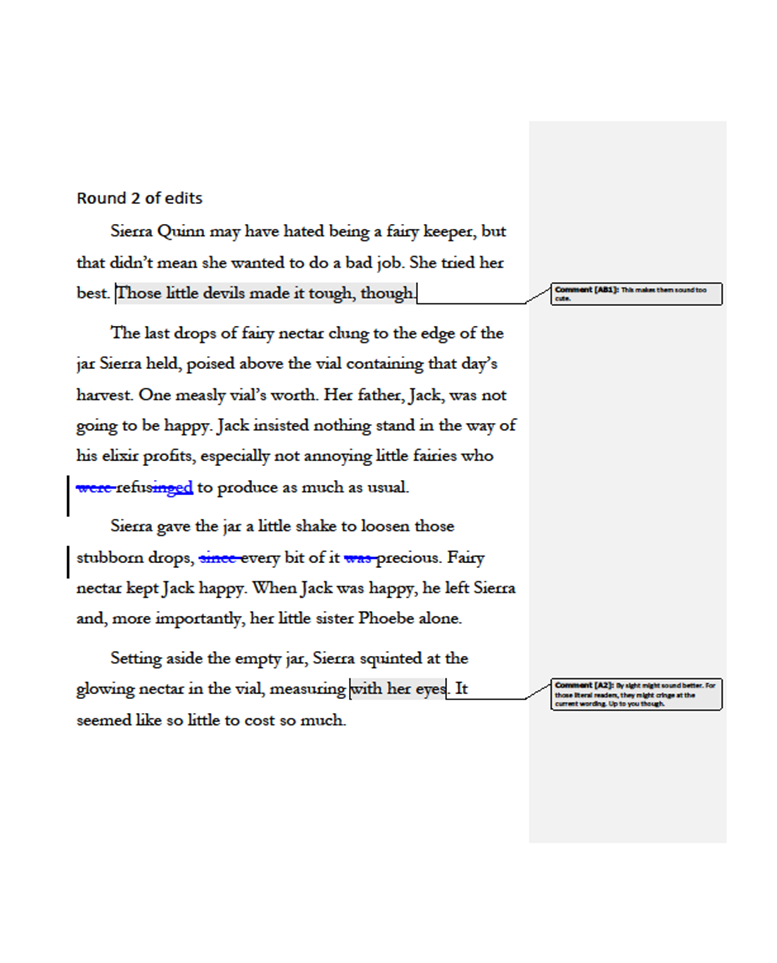 Round 2 of edits
Sierra Quinn may have hated being a fairy keeper, but
that didn’t mean she wanted to do a bad job. She tried her
best. Those little devils made it tough, though.
Comment [AB1]: This makes them sound too
cute.
The last drops of fairy nectar clung to the edge of the
jar Sierra held, poised above the vial containing that day’s
harvest. One measly vial’s worth. Her father, Jack, was not
going to be happy. Jack insisted nothing stand in the way of
his elixir profits, especially not annoying little fairies who
were refusinged to produce as much as usual.
Sierra gave the jar a little shake to loosen those
stubborn drops, since every bit of it was precious. Fairy
nectar kept Jack happy. When Jack was happy, he left Sierra
and, more importantly, her little sister Phoebe alone.
Setting aside the empty jar, Sierra squinted at the
glowing nectar in the vial, measuring with her eyes. It
seemed like so little to cost so much.
Comment [A2]: By sight might sound better. For
those literal readers, they might cringe at the
current wording. Up to you though.